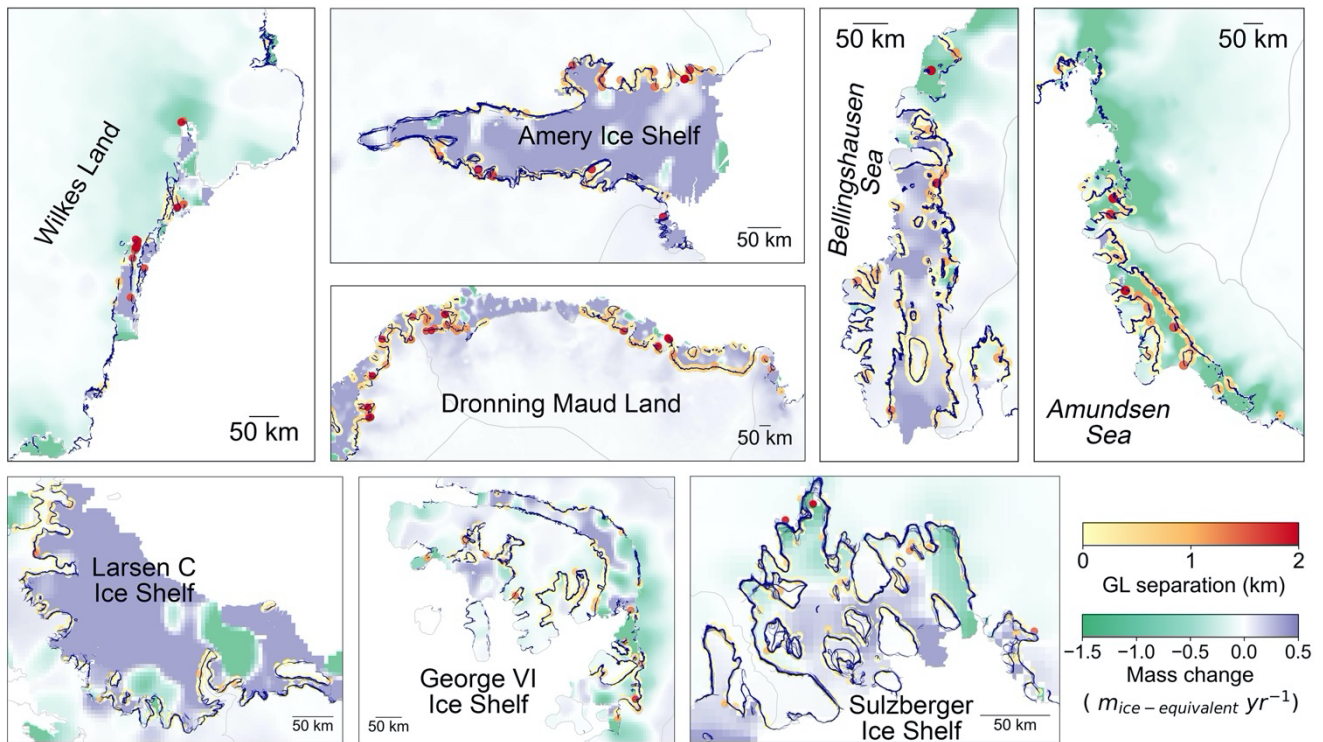 Wilkes Land
50 km
Amery Ice Shelf
50 km
Dronning Maud Land
50 km
50 km
Bellingshausen
Sea
50 km
Amundsen
Sea
Larsen C
Ice Shelf
50 km
George VI
Ice Shelf
50 km
Sulzberger
Ice Shelf
50 km
0 1 2
GL separation (km)
−1.5 −1.0 −0.5 0.0 0.5
Mass change
( m_{ice−equivalent} yr^{−1})